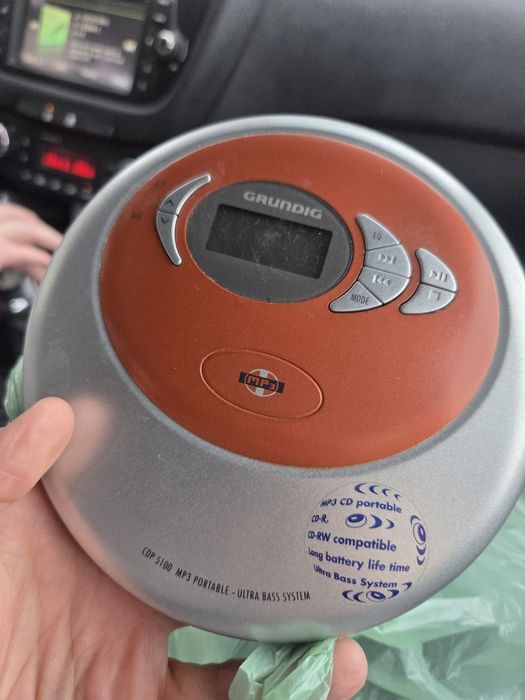 GRUNDIG
EQ
MODE
MP3
MP3 CD portable
CD-R,
CD-RW compatible
Long battery life time
Ultra Bass System
CDP 5100 MP3 PORTABLE - ULTRA BASS SYSTEM